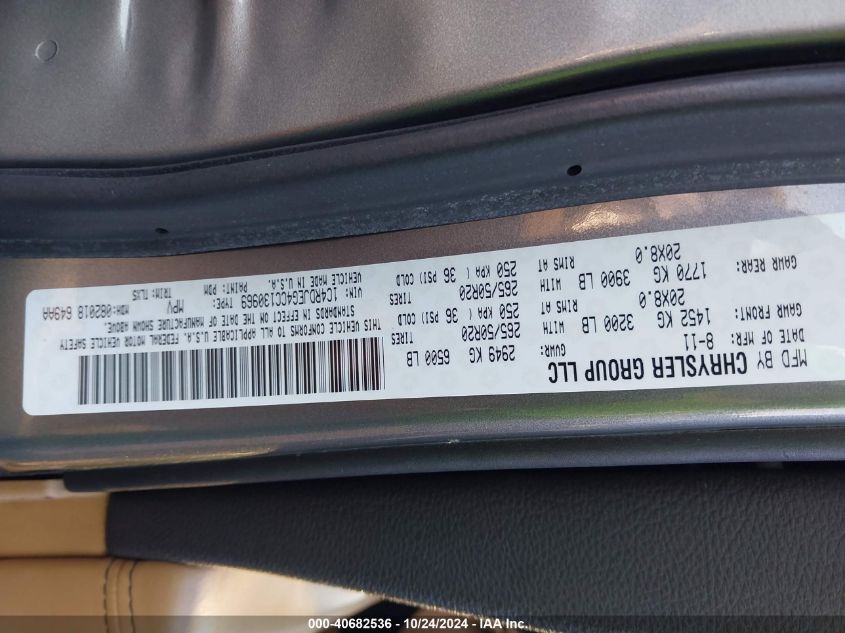 MFD BY
CHRYSLER GROUP LLC
DATE OF MFR: 8-11
GVWR:
2949 KG 6500 LB
GAWR FRONT:
1452 KG 3200 LB
WITH
265/50R20
TIRES
20X8.0
RIMS AT
250 KPA ( 36 PSI) COLD
GAWR REAR:
1770 KG 3900 LB
WITH
265/50R20
TIRES
20X8.0
RIMS AT
250 KPA ( 36 PSI) COLD
THIS VEHICLE CONFORMS TO ALL APPLICABLE FEDERAL MOTOR VEHICLE SAFETY
STANDARDS IN EFFECT ON THE DATE OF MANUFACTURE SHOWN ABOVE.
VEHICLE MADE IN U.S.A.
VIN: 1C4RDJEG4CC130969 TYPE: MPV MDH:082018 649AA
PAINT: PDM TRIM: TLXS
000-40682536 - 10/24/2024 - IAA Inc.